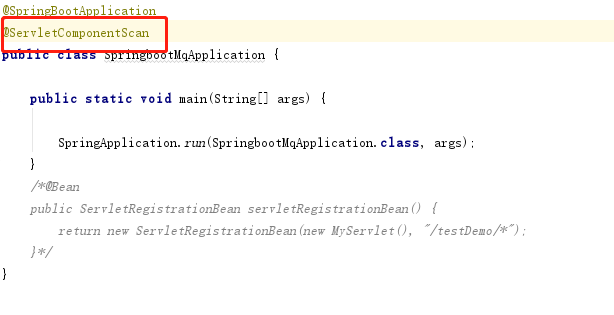 @SpringBootApplication
@ServletComponentScan
public class SpringbootMqApplication {
public static void main(String[] args) {
SpringApplication.run(SpringbootMqApplication.class, args);
}
/*@Bean
public ServletRegistrationBean servletRegistrationBean() {
return new ServletRegistrationBean(new MyServlet(), "/testDemo/*");
}*/
}